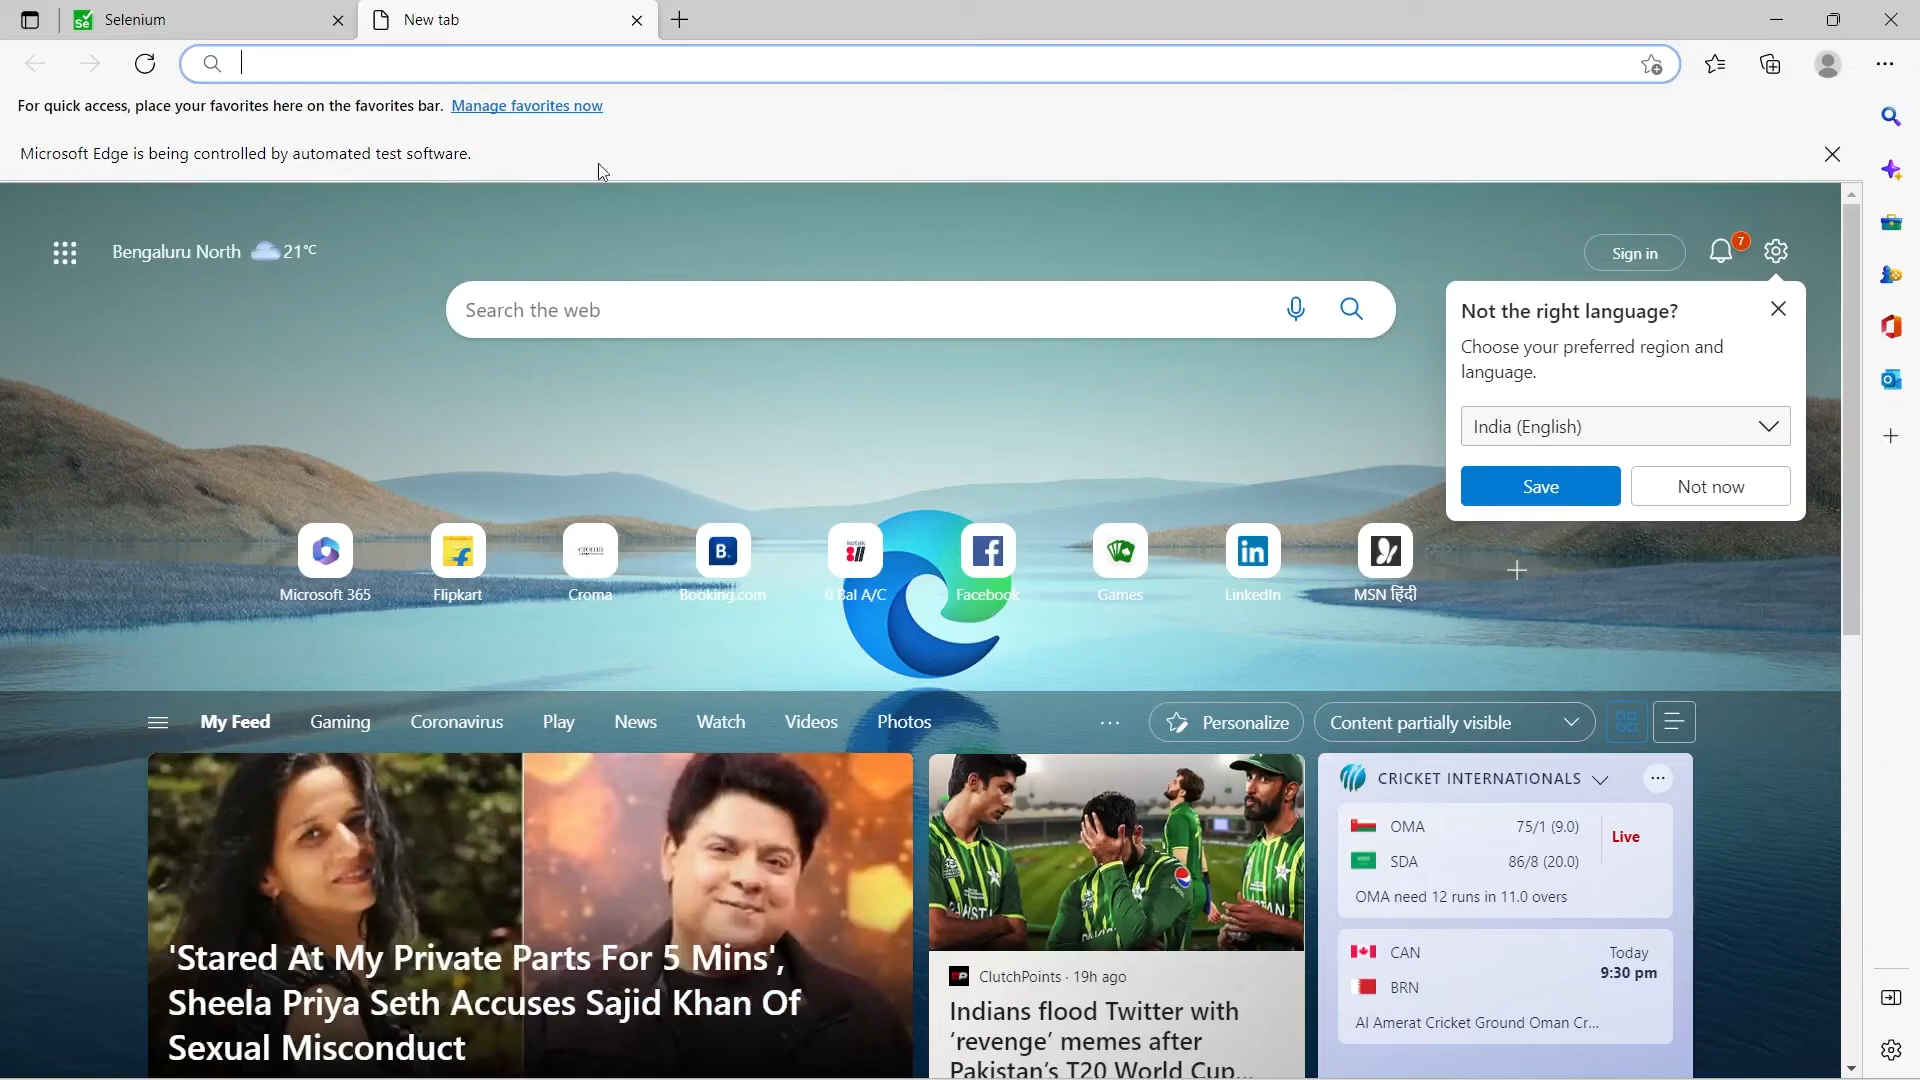 Selenium
New tab
For quick access, place your favorites here on the favorites bar. Manage favorites now
Microsoft Edge is being controlled by automated test software.
Bengaluru North 21°C
Sign in
7
Search the web
Not the right language?
Choose your preferred region and
language.
India (English)
Save
Not now
Microsoft 365
Flipkart
croma
Croma
B.
Booking.com
kotak
811
0 Bal A/C
Facebook
Games
LinkedIn
MSN हिंदी
My Feed
Gaming
Coronavirus
Play
News
Watch
Videos
Photos
Personalize
Content partially visible
'Stared At My Private Parts For 5 Mins',
Sheela Priya Seth Accuses Sajid Khan Of
Sexual Misconduct
ClutchPoints · 19h ago
Indians flood Twitter with
‘revenge’ memes after
Pakistan's T20 World Cup...
CRICKET INTERNATIONALS
OMA 75/1 (9.0)
Live
SDA 86/8 (20.0)
OMA need 12 runs in 11.0 overs
CAN Today
9:30 pm
BRN
Al Amerat Cricket Ground Oman Cr...